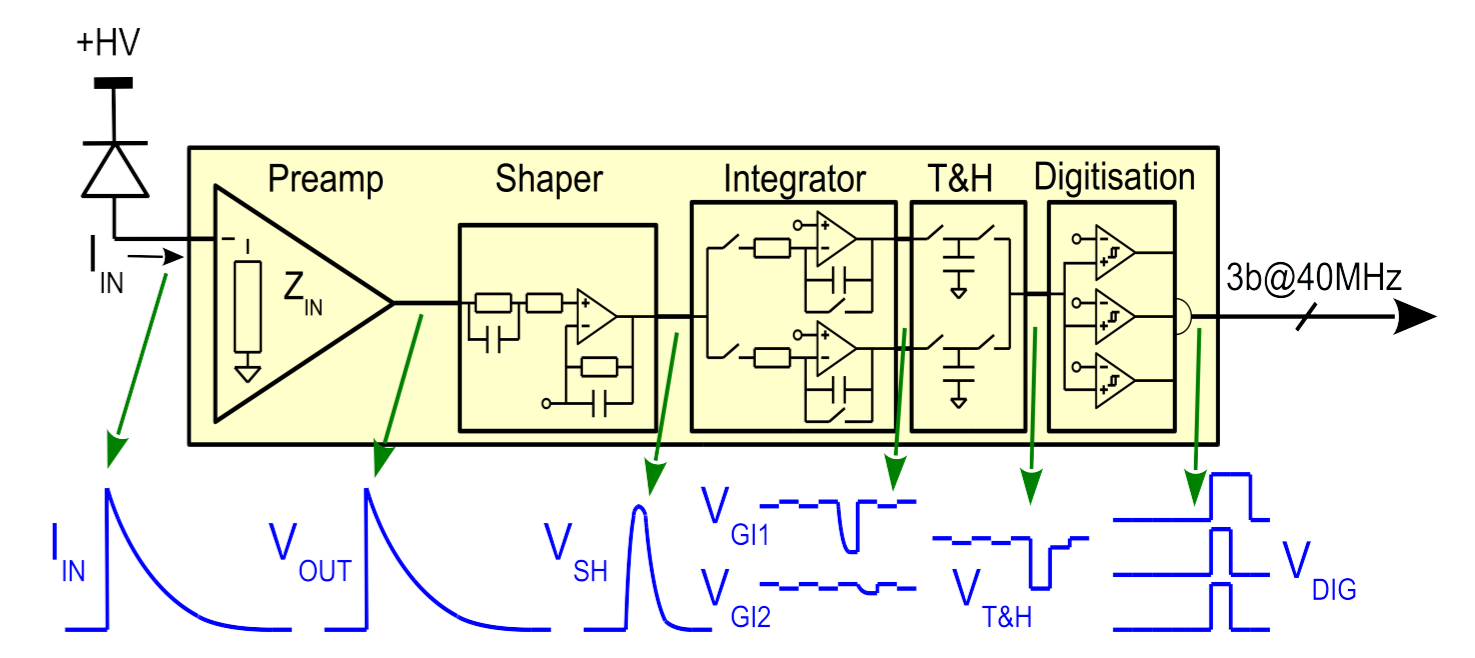 +HV
Preamp
Shaper
Integrator
T&H
Digitisation
I_IN
Z_IN
3b@40MHz
I_IN
V_OUT
V_SH
V_GI1
V_GI2
V_T&H
V_DIG